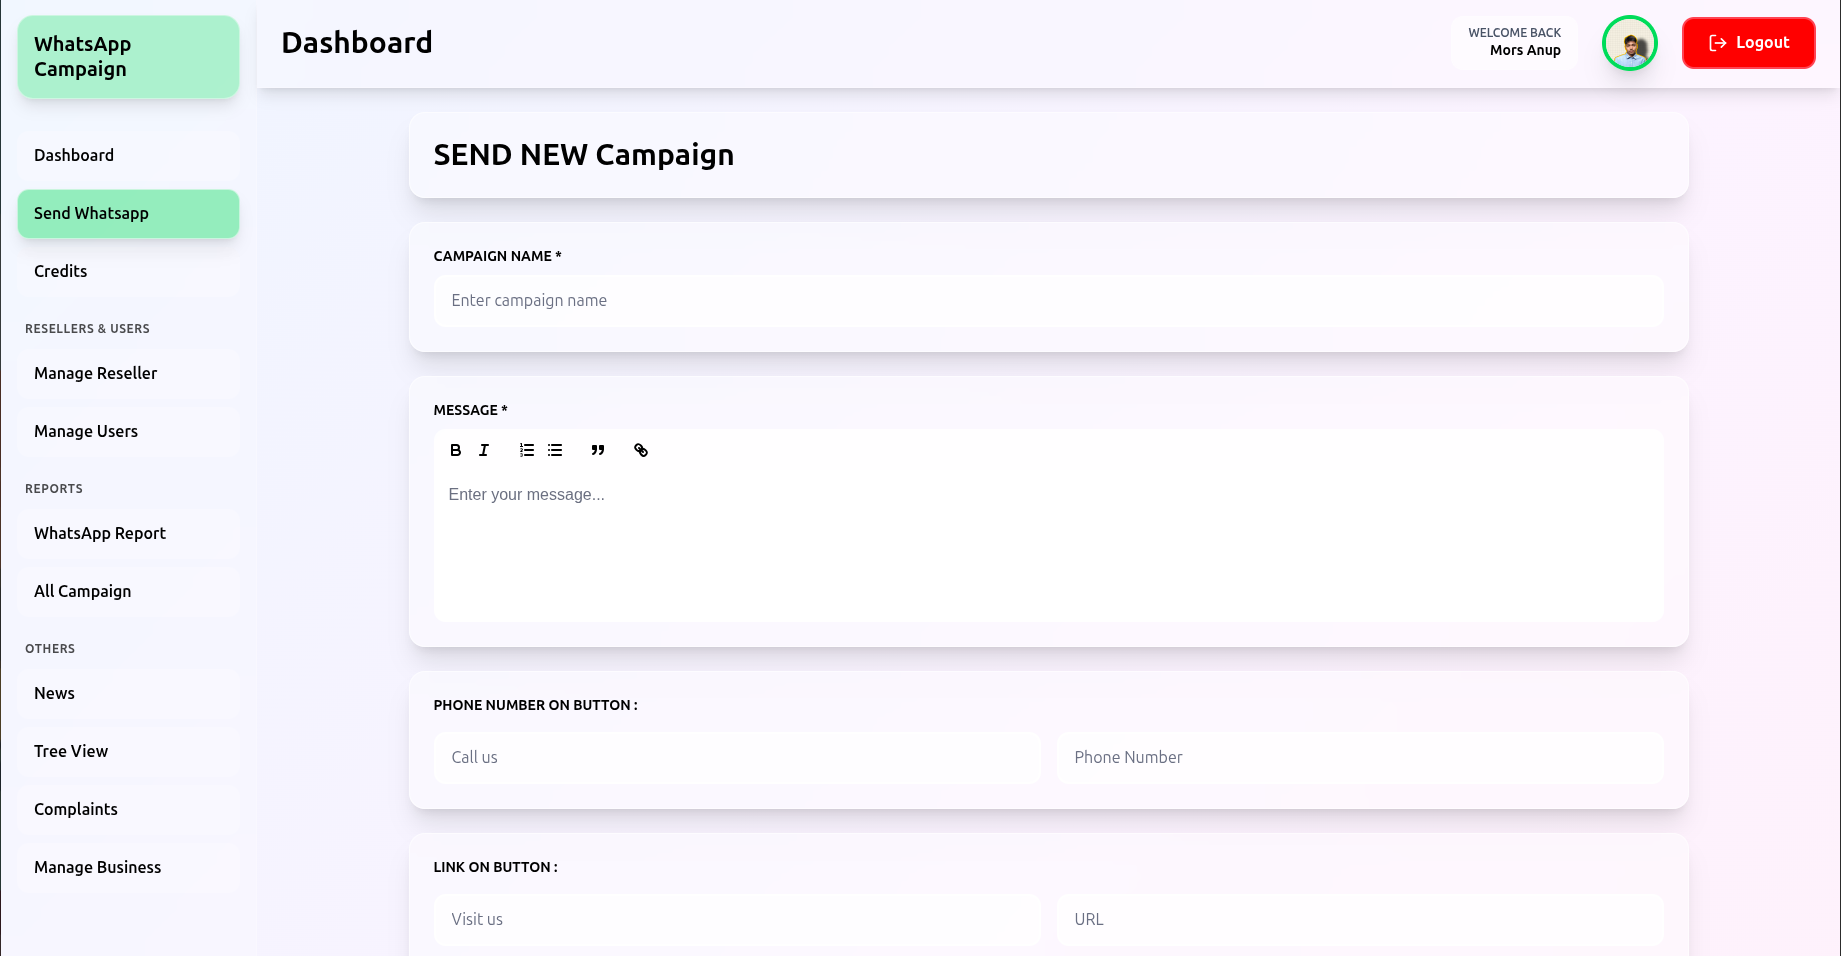 WhatsApp
Campaign
Dashboard
Send Whatsapp
Credits
RESELLERS & USERS
Manage Reseller
Manage Users
REPORTS
WhatsApp Report
All Campaign
OTHERS
News
Tree View
Complaints
Manage Business
Dashboard
WELCOME BACK
Mors Anup
Logout
SEND NEW Campaign
CAMPAIGN NAME *
Enter campaign name
MESSAGE *
Enter your message...
PHONE NUMBER ON BUTTON :
Call us
Phone Number
LINK ON BUTTON :
Visit us
URL